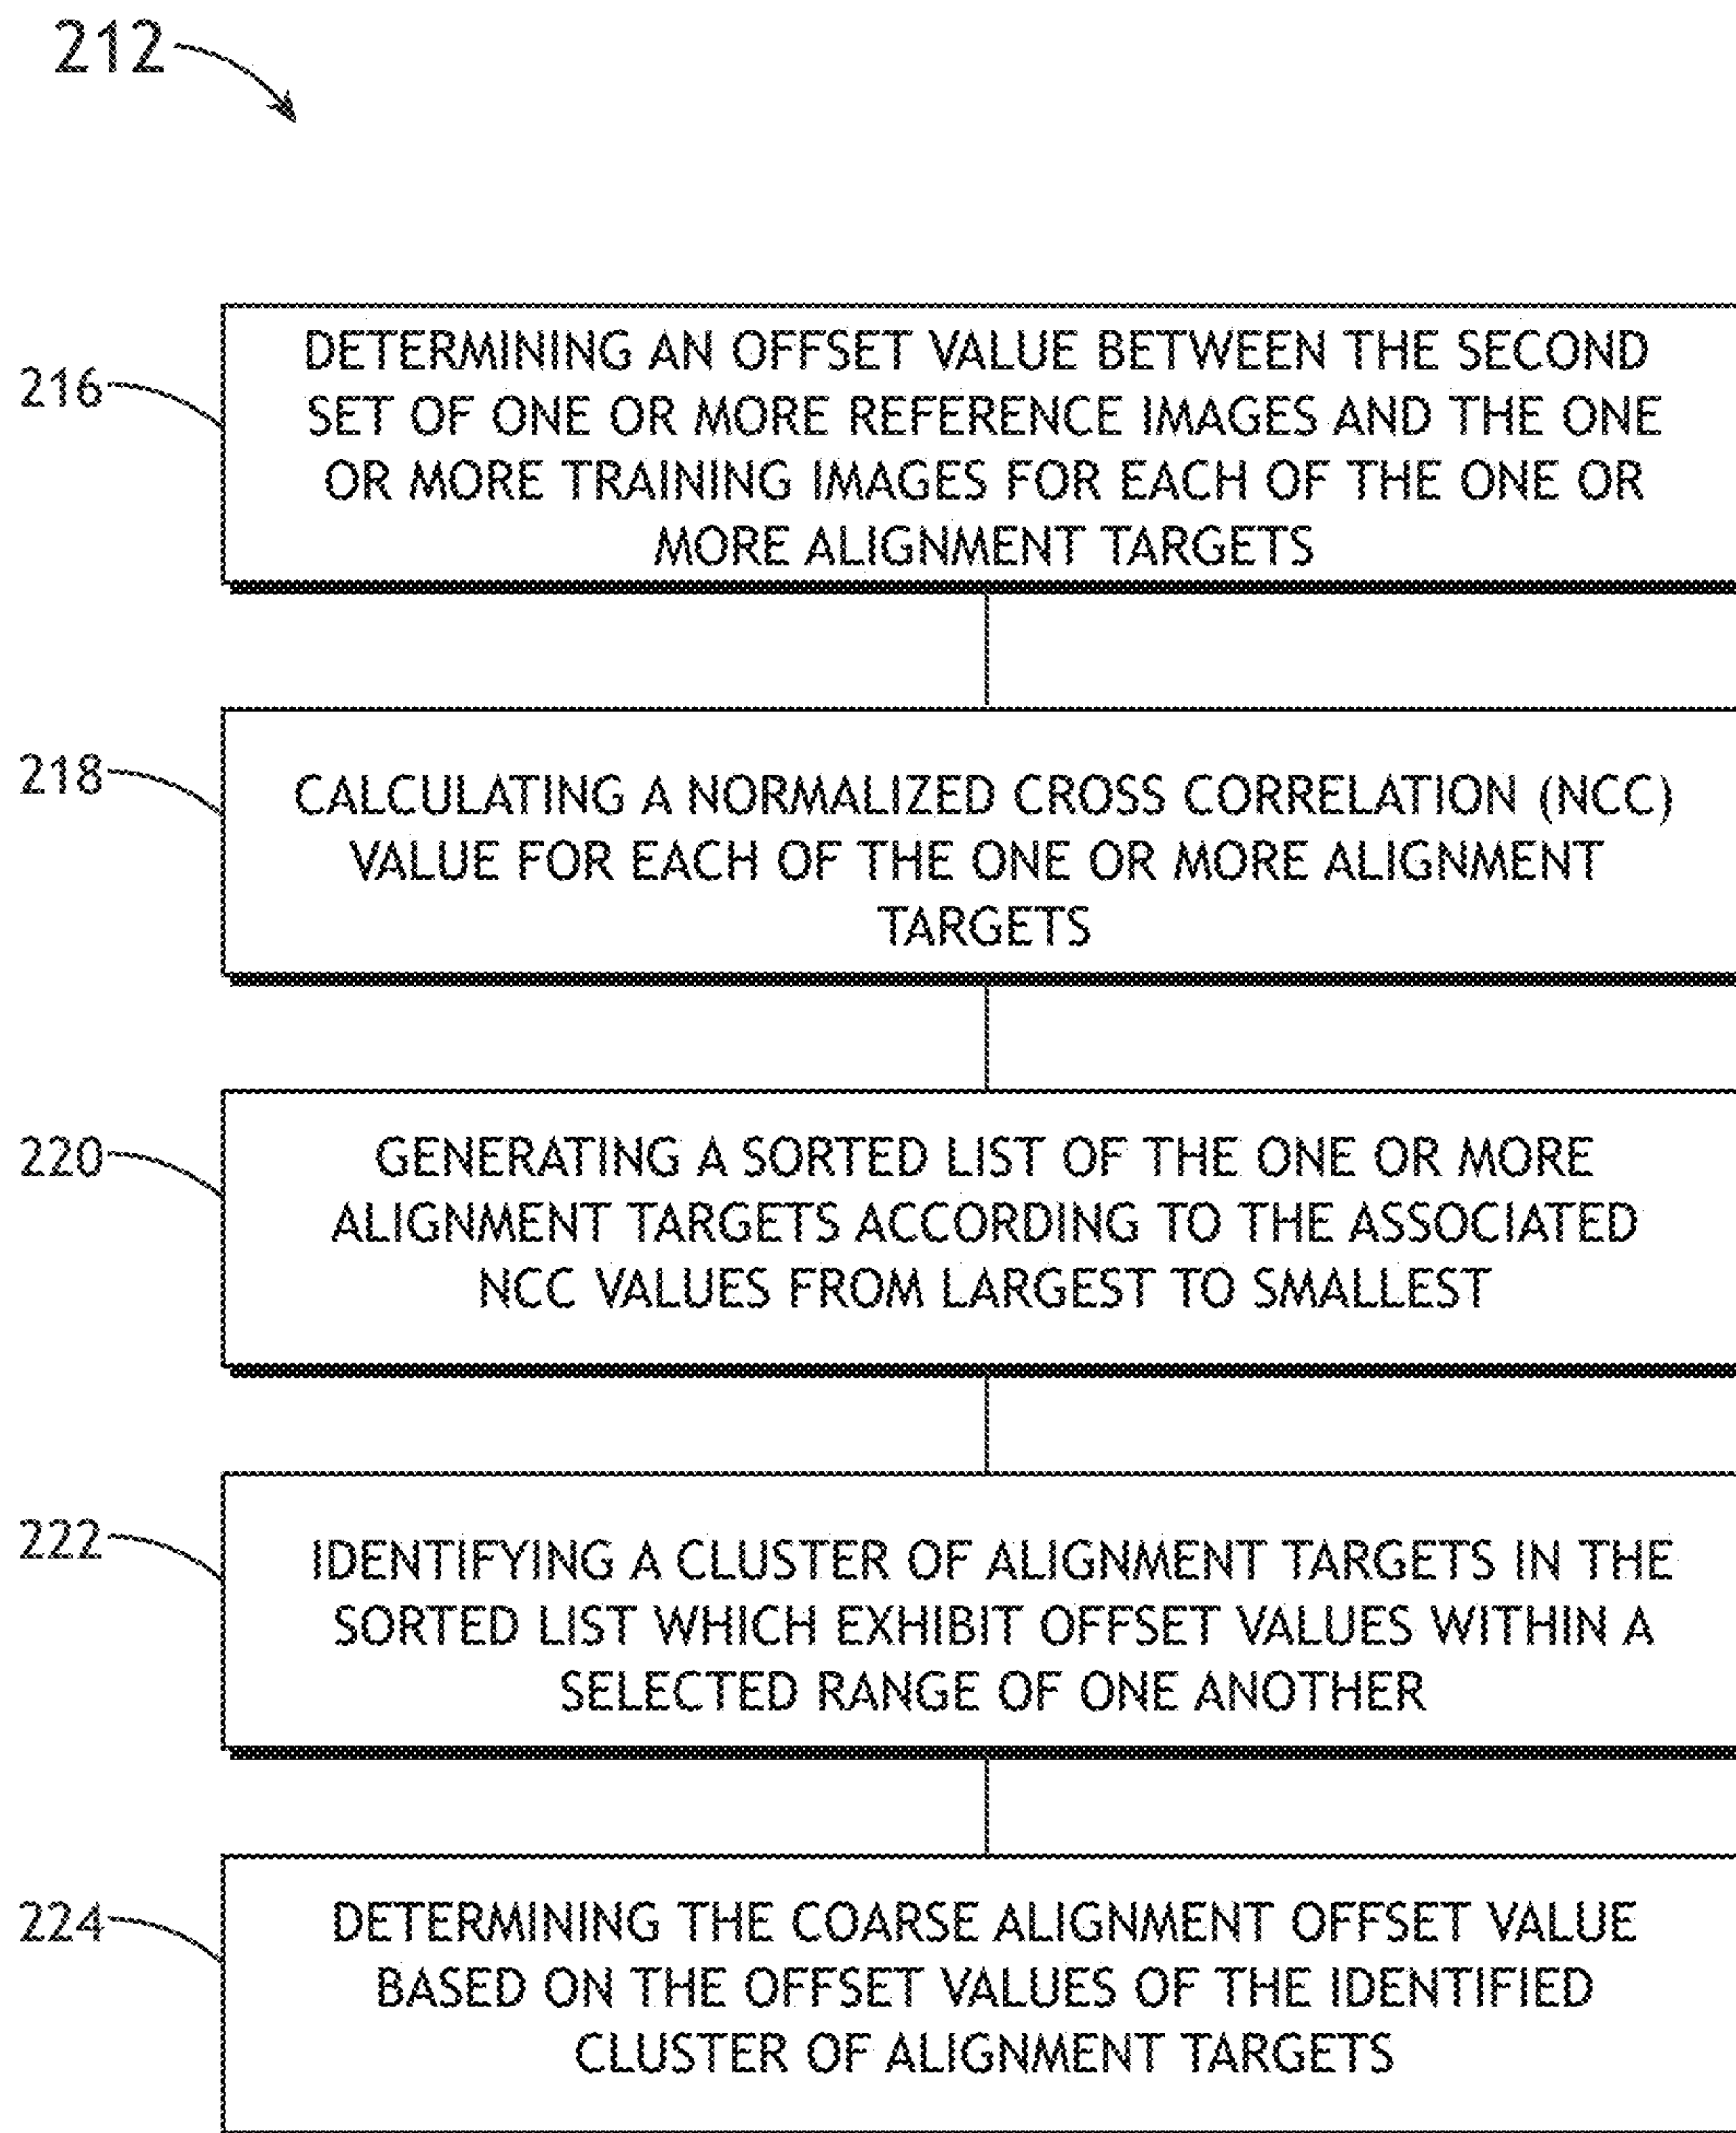 212
216
DETERMINING AN OFFSET VALUE BETWEEN THE SECOND
SET OF ONE OR MORE REFERENCE IMAGES AND THE ONE
OR MORE TRAINING IMAGES FOR EACH OF THE ONE OR
MORE ALIGNMENT TARGETS
218
CALCULATING A NORMALIZED CROSS CORRELATION (NCC)
VALUE FOR EACH OF THE ONE OR MORE ALIGNMENT
TARGETS
220
GENERATING A SORTED LIST OF THE ONE OR MORE
ALIGNMENT TARGETS ACCORDING TO THE ASSOCIATED
NCC VALUES FROM LARGEST TO SMALLEST
222
IDENTIFYING A CLUSTER OF ALIGNMENT TARGETS IN THE
SORTED LIST WHICH EXHIBIT OFFSET VALUES WITHIN A
SELECTED RANGE OF ONE ANOTHER
224
DETERMINING THE COARSE ALIGNMENT OFFSET VALUE
BASED ON THE OFFSET VALUES OF THE IDENTIFIED
CLUSTER OF ALIGNMENT TARGETS